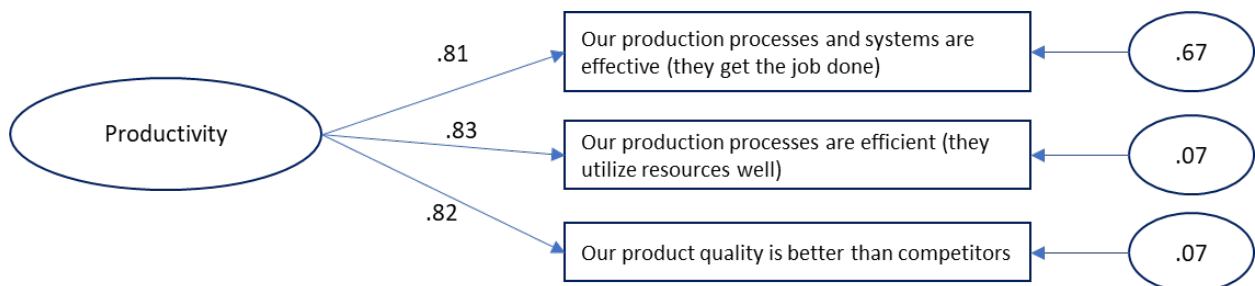 Our production processes and systems are
effective (they get the job done)
.67
.81
Productivity
.83
Our production processes are efficient (they
utilize resources well)
.07
.82
Our product quality is better than competitors
.07